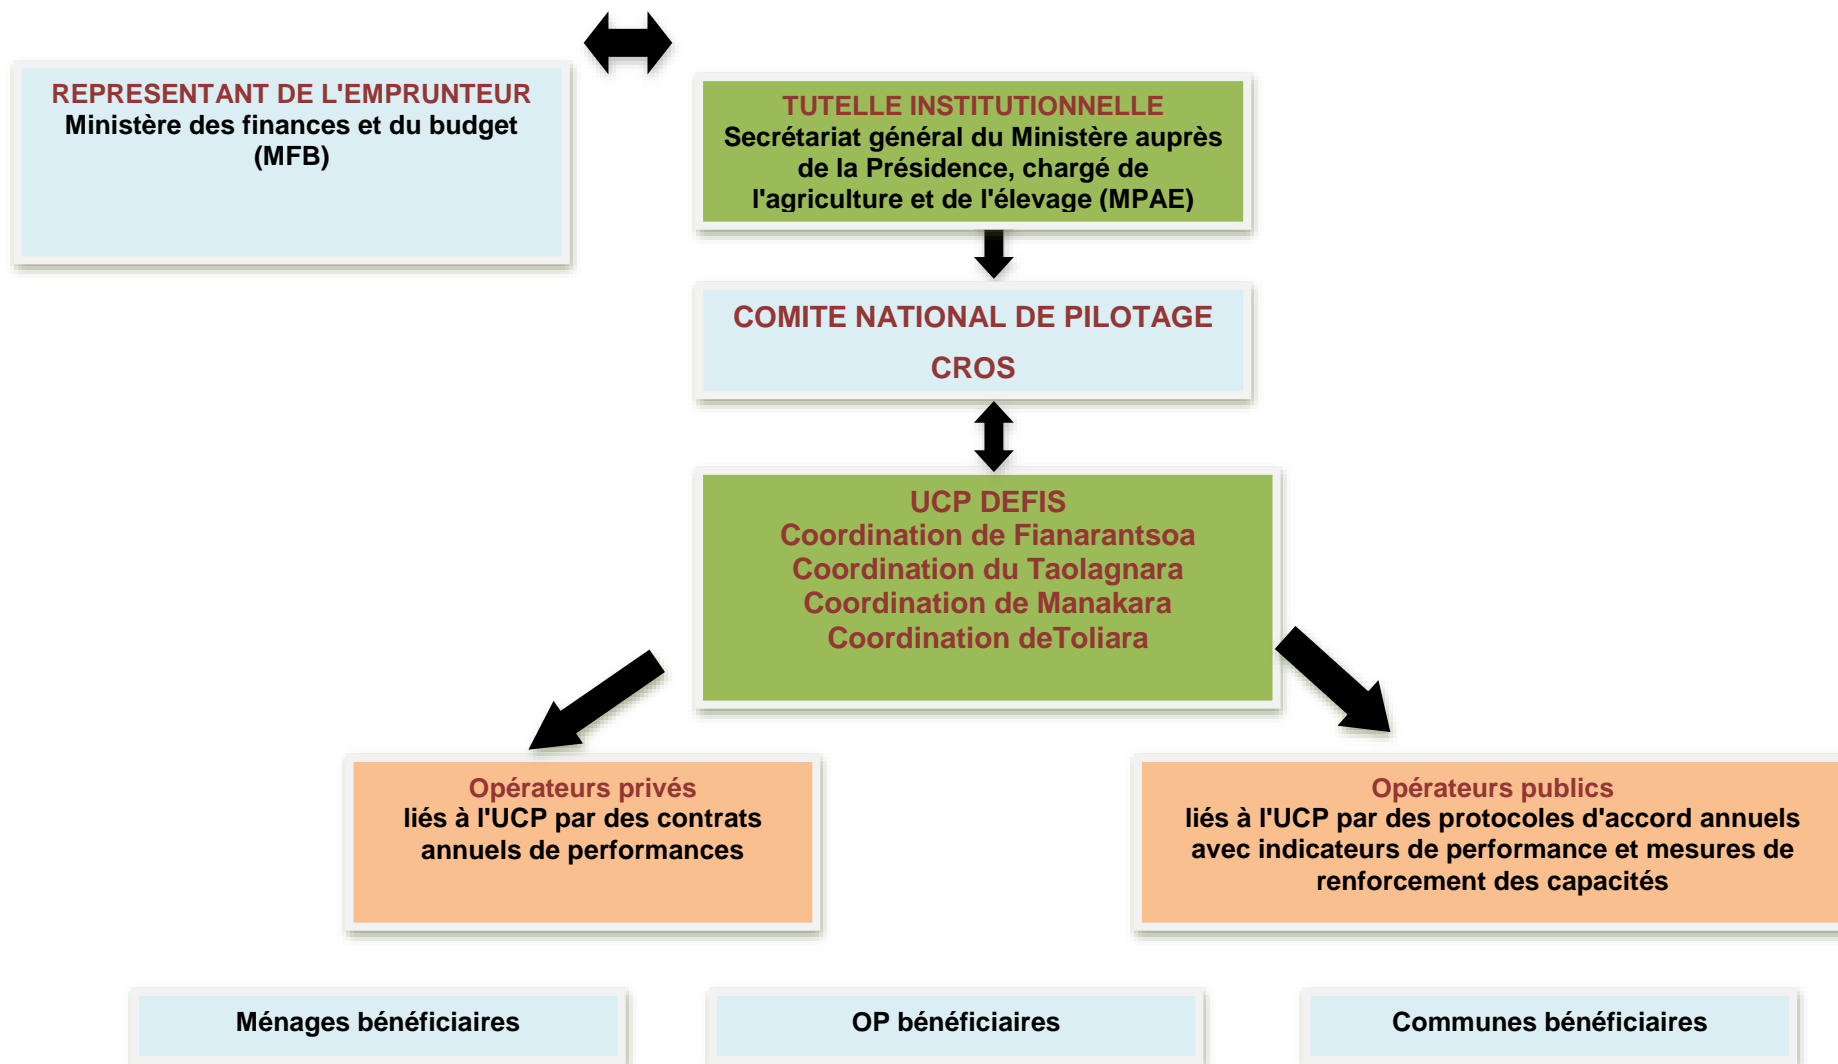 REPRESENTANT DE L'EMPRUNTEUR
Ministère des finances et du budget
(MFB)
TUTELLE INSTITUTIONNELLE
Secrétariat général du Ministère auprès
de la Présidence, chargé de
l'agriculture et de l'élevage (MPAE)
COMITE NATIONAL DE PILOTAGE
CROS
UCP DEFIS
Coordination de Fianarantsoa
Coordination du Taolagnara
Coordination de Manakara
Coordination deToliara
Opérateurs privés
liés à l'UCP par des contrats
annuels de performances
Opérateurs publics
liés à l'UCP par des protocoles d'accord annuels
avec indicateurs de performance et mesures de
renforcement des capacités
Ménages bénéficiaires
OP bénéficiaires
Communes bénéficiaires